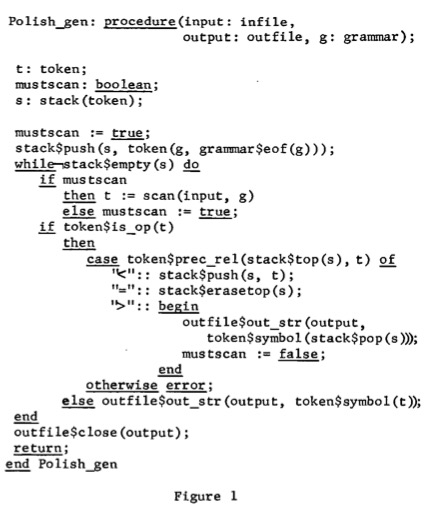 Polish_gen: procedure(input: infile,
output: outfile, g: grammar);
t: token;
mustscan: boolean;
s: stack(token);
mustscan := true;
stack$push(s, token(g, grammar$eof(g)));
while¬stack$empty(s) do
if mustscan
then t := scan(input, g)
else mustscan := true;
if token$is_op(t)
then
case token$prec_rel(stack$top(s), t) of
"<":: stack$push(s, t);
"=":: stack$erasetop(s);
">":: begin
outfile$out_str(output,
token$symbol(stack$pop(s)));
mustscan := false;
end
otherwise error;
else outfile$out_str(output, token$symbol(t));
end
outfile$close(output);
return;
end Polish_gen
Figure 1